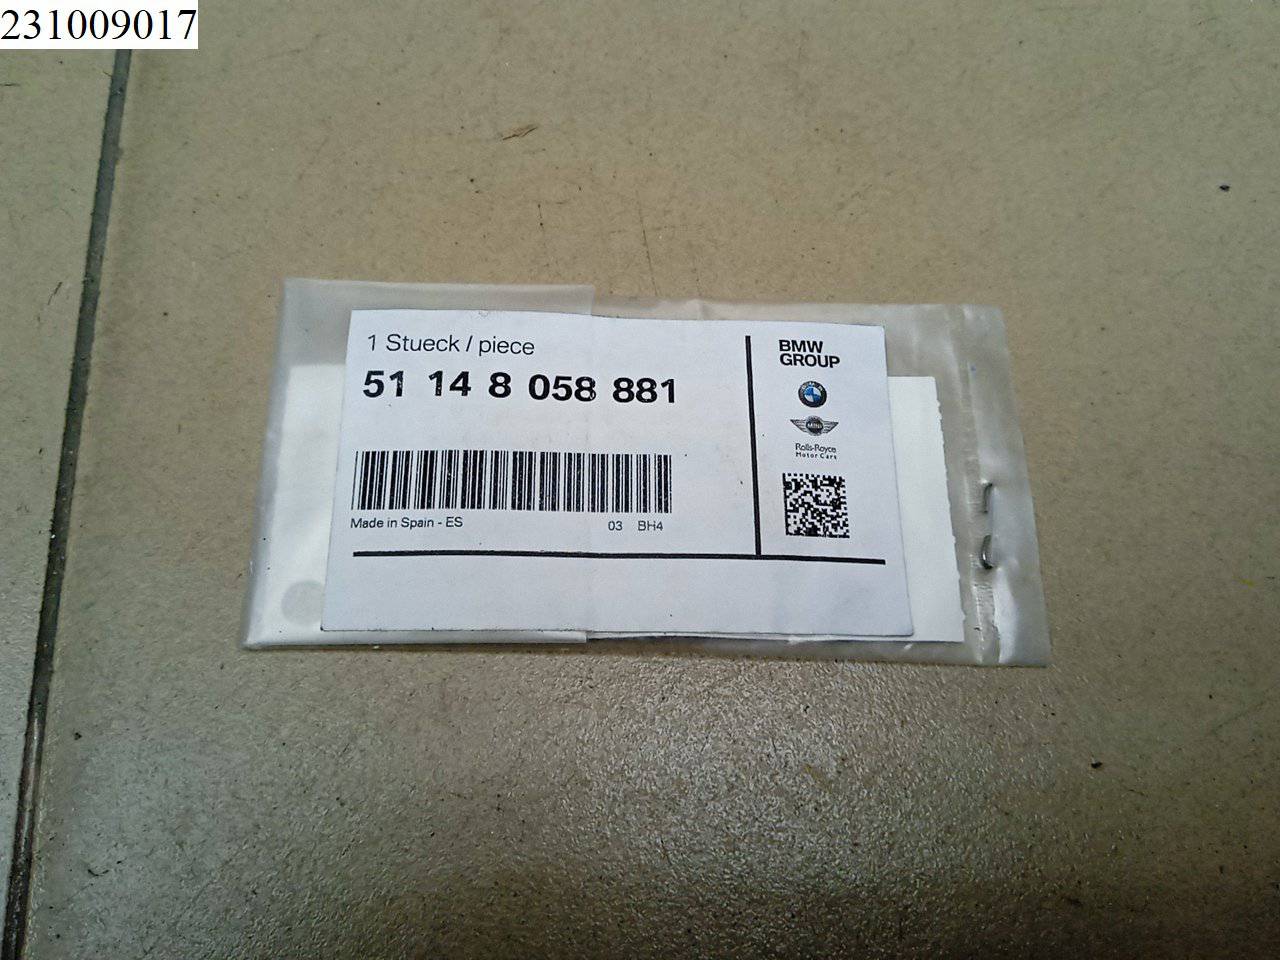 231009017
1 Stueck / piece
51 14 8 058 881
Made in Spain - ES
03 BH4
BMW
GROUP
MINI
Rolls-Royce
Motor Cars